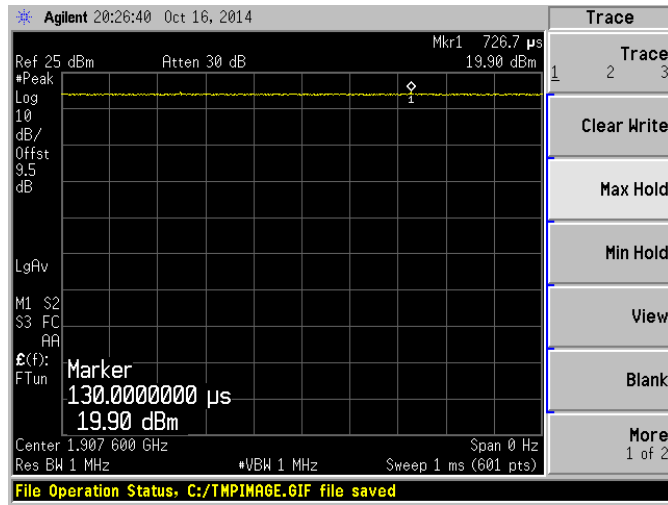 Agilent 20:26:40 Oct 16, 2014
Trace
Mkr1 726.7 µs
Ref 25 dBm Atten 30 dB 19.90 dBm
#Peak
Log
10
dB/
Offst
9.5
dB
1
LgAv
M1 S2
S3 FC
AA
£(f):
FTun
Marker
130.0000000 µs
19.90 dBm
Center 1.907 600 GHz Span 0 Hz
Res BW 1 MHz #VBW 1 MHz Sweep 1 ms (601 pts)
File Operation Status, C:/TMPIMAGE.GIF file saved
Trace
1 2 3
Clear Write
Max Hold
Min Hold
View
Blank
More
1 of 2